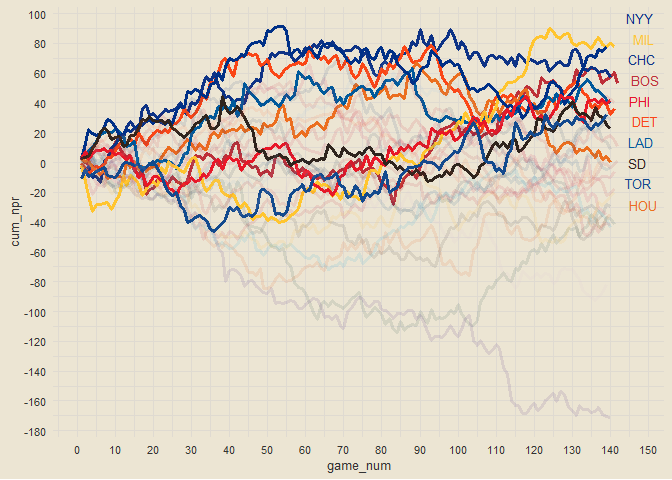 100
80
60
40
20
0
-20
-40
-60
-80
-100
-120
-140
-160
-180
cum_npr
NYY
MIL
CHC
BOS
PHI
DET
LAD
SD
TOR
HOU
0 10 20 30 40 50 60 70 80 90 100 110 120 130 140 150
game_num